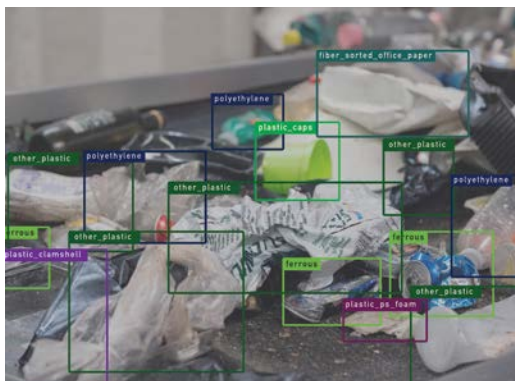 fiber_sorted_office_paper
polyethylene
plastic_caps
other_plastic
other_plastic
polyethylene
other_plastic
polyethylene
ferrous
other_plastic
ferrous
plastic_clamshell
ferrous
other_plastic
plastic_ps_foam